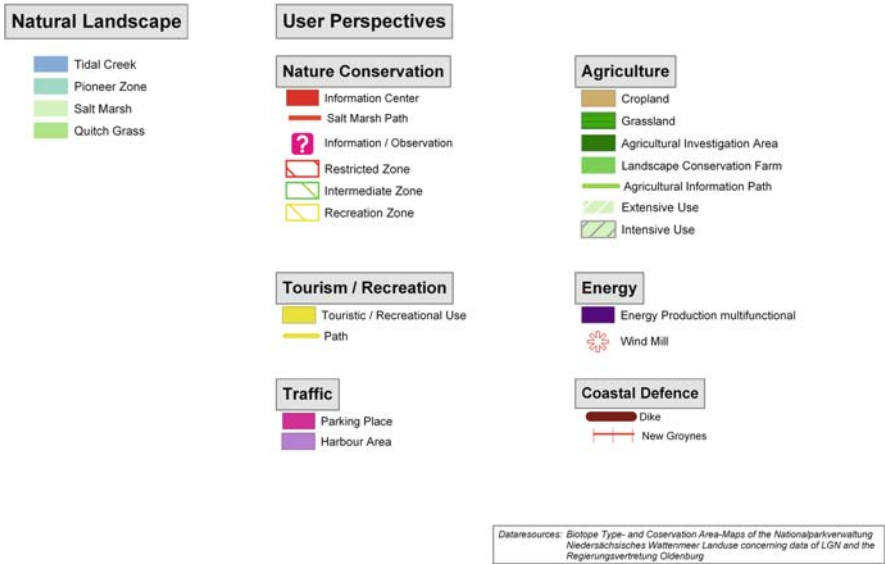 Natural Landscape
Tidal Creek
Pioneer Zone
Salt Marsh
Quitch Grass
User Perspectives
Nature Conservation
Information Center
Salt Marsh Path
?
Information / Observation
Restricted Zone
Intermediate Zone
Recreation Zone
Agriculture
Cropland
Grassland
Agricultural Investigation Area
Landscape Conservation Farm
Agricultural Information Path
Extensive Use
Intensive Use
Tourism / Recreation
Touristic / Recreational Use
Path
Energy
Energy Production multifunctional
Wind Mill
Traffic
Parking Place
Harbour Area
Coastal Defence
Dike
New Groynes
Dataresources: Biotope Type- and Coservation Area-Maps of the Nationalparkverwaltung
Niedersächsisches Wattenmeer Landuse concerning data of LGN and the
Regierungsvertretung Oldenburg